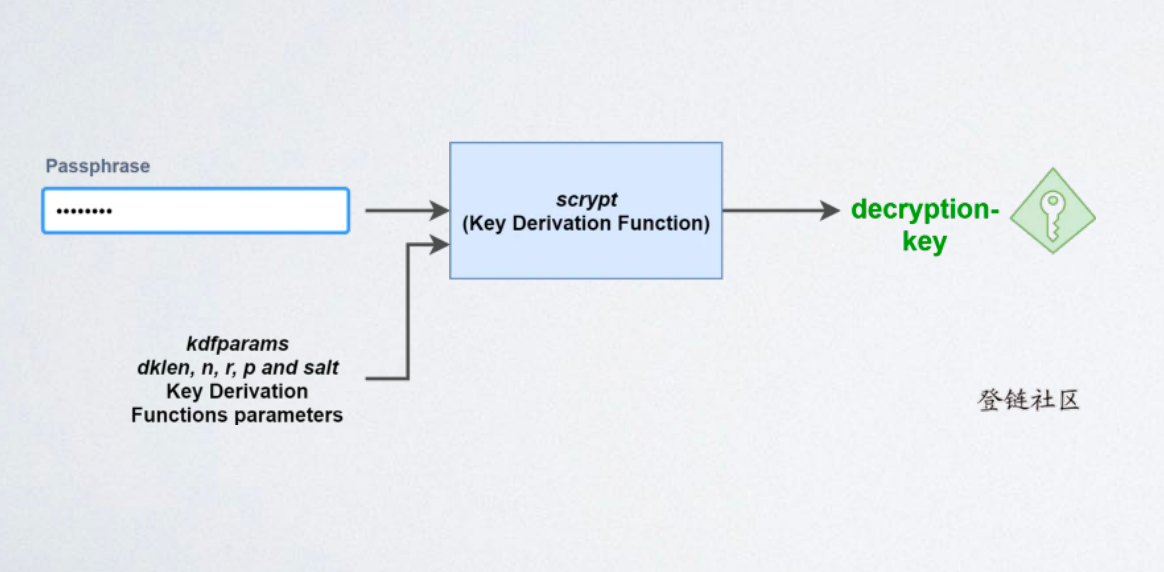 Passphrase
••••••••
scrypt
(Key Derivation Function)
decryption-
key
kdfparams
dklen, n, r, p and salt
Key Derivation
Functions parameters
登链社区